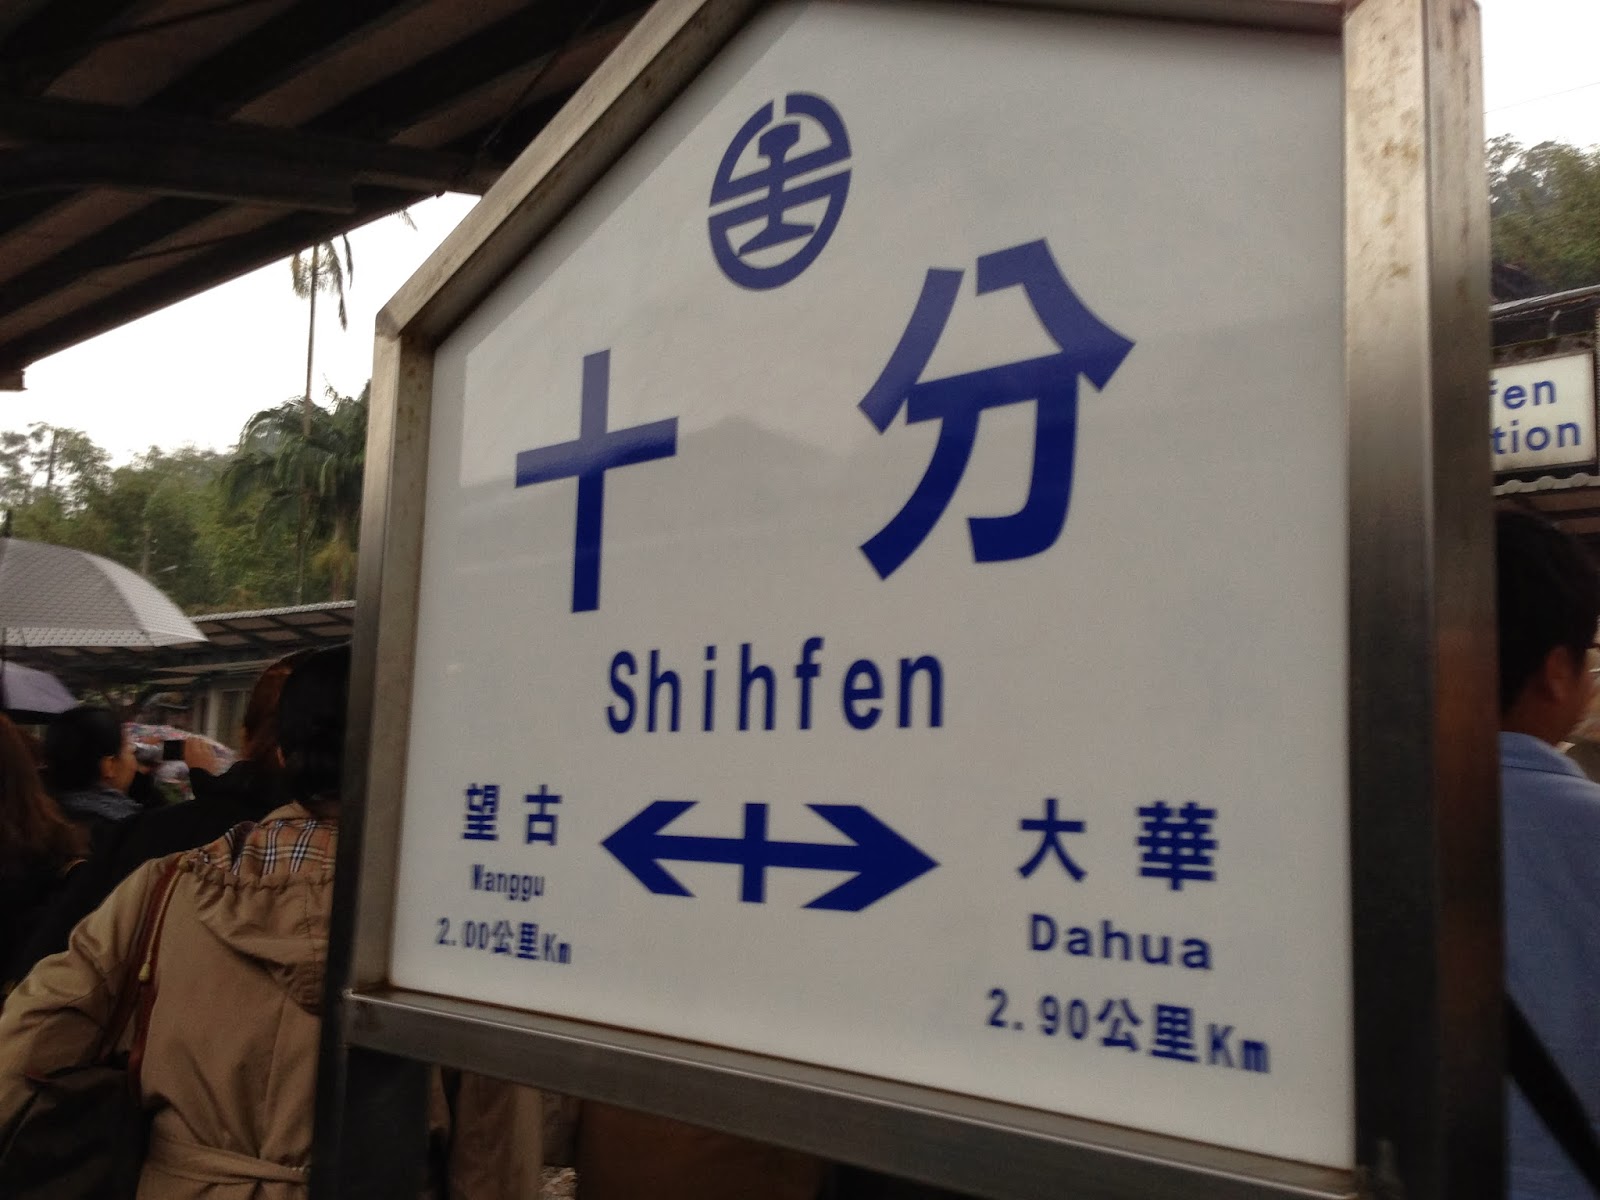 十分
Shihfen
望古
Wanggu
2.00公里Km
大華
Dahua
2.90公里Km
fen
tion